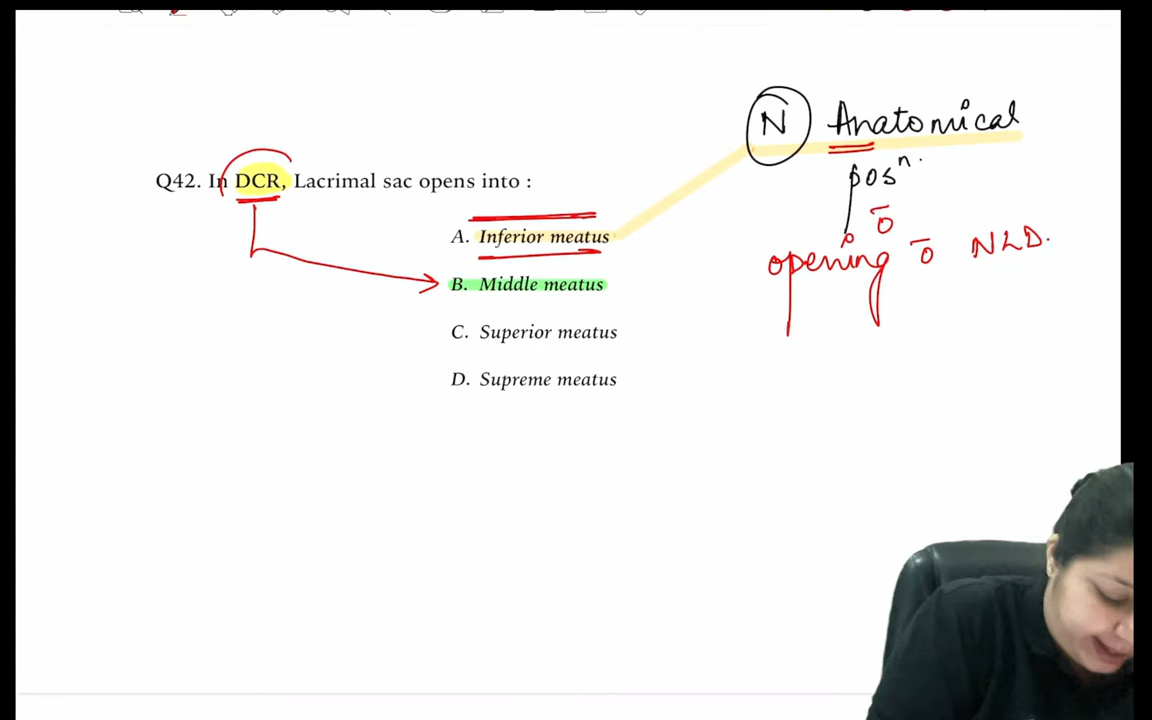 Q42. In DCR, Lacrimal sac opens into :
A. Inferior meatus
B. Middle meatus
C. Superior meatus
D. Supreme meatus
N Anatomical
posⁿ.
ō
opening ō NLD.